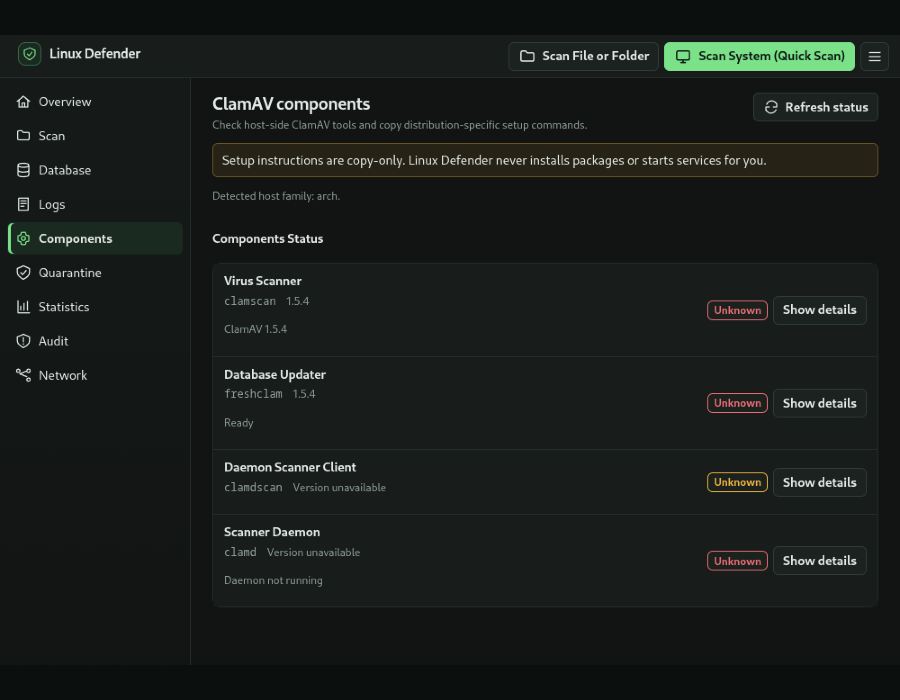 Linux Defender
Scan File or Folder
Scan System (Quick Scan)
Overview
Scan
Database
Logs
Components
Quarantine
Statistics
Audit
Network
ClamAV components
Refresh status
Check host-side ClamAV tools and copy distribution-specific setup commands.
Setup instructions are copy-only. Linux Defender never installs packages or starts services for you.
Detected host family: arch.
Components Status
Virus Scanner
clamscan 1.5.4
ClamAV 1.5.4
Unknown
Show details
Database Updater
freshclam 1.5.4
Ready
Unknown
Show details
Daemon Scanner Client
clamdscan Version unavailable
Unknown
Show details
Scanner Daemon
clamd Version unavailable
Daemon not running
Unknown
Show details